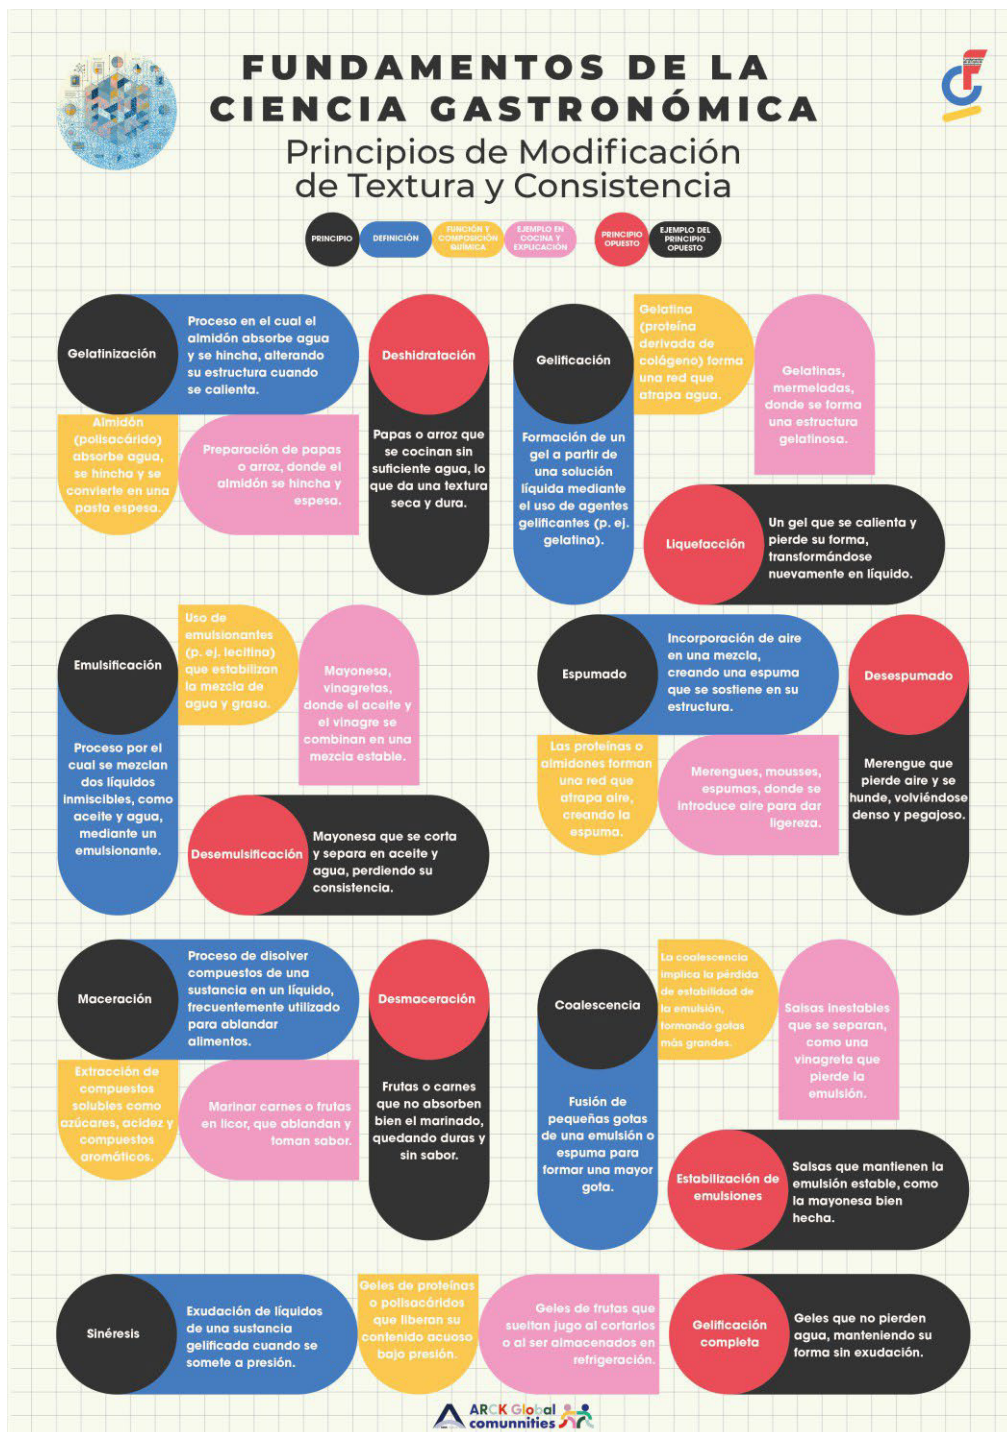 FUNDAMENTOS DE LA
CIENCIA GASTRONÓMICA
Principios de Modificación
de Textura y Consistencia
PRINCIPIO
DEFINICIÓN
FUNCIÓN Y
COMPOSICIÓN
QUÍMICA
EJEMPLO EN
COCINA Y
EXPLICACIÓN
PRINCIPIO
OPUESTO
EJEMPLO DEL
PRINCIPIO
OPUESTO
Gelatinización
Proceso en el cual el
almidón absorbe agua
y se hincha, alterando
su estructura cuando
se calienta.
Almidón
(polisacárido)
absorbe agua,
se hincha y se
convierte en una
pasta espesa.
Preparación de papas
o arroz, donde el
almidón se hincha y
espesa.
Deshidratación
Papas o arroz que
se cocinan sin
suficiente agua, lo
que da una textura
seca y dura.
Gelificación
Formación de un
gel a partir de
una solución
líquida mediante
el uso de agentes
gelificantes (p. ej.
gelatina).
Gelatina
(proteína
derivada de
colágeno) forma
una red que
atrapa agua.
Gelatinas,
mermeladas,
donde se forma
una estructura
gelatinosa.
Liquefacción
Un gel que se calienta y
pierde su forma,
transformándose
nuevamente en líquido.
Emulsificación
Proceso por el
cual se mezclan
dos líquidos
inmiscibles, como
aceite y agua,
mediante un
emulsionante.
Uso de
emulsionantes
(p. ej. lecitina)
que estabilizan
la mezcla de
agua y grasa.
Mayonesa,
vinagretas,
donde el aceite y
el vinagre se
combinan en una
mezcla estable.
Desemulsificación
Mayonesa que se corta
y separa en aceite y
agua, perdiendo su
consistencia.
Espumado
Incorporación de aire
en una mezcla,
creando una espuma
que se sostiene en su
estructura.
Las proteínas o
almidones forman
una red que
atrapa aire,
creando la
espuma.
Merengues, mousses,
espumas, donde se
introduce aire para dar
ligereza.
Desespumado
Merengue que
pierde aire y se
hunde, volviéndose
denso y pegajoso.
Maceración
Proceso de disolver
compuestos de una
sustancia en un líquido,
frecuentemente utilizado
para ablandar
alimentos.
Extracción de
compuestos
solubles como
azúcares, acidez y
compuestos
aromáticos.
Marinar carnes o frutas
en licor, que ablandan y
toman sabor.
Desmaceración
Frutas o carnes
que no absorben
bien el marinado,
quedando duras y
sin sabor.
Coalescencia
Fusión de
pequeñas gotas
de una emulsión o
espuma para
formar una mayor
gota.
La coalescencia
implica la pérdida
de estabilidad de
la emulsión,
formando gotas
más grandes.
Salsas inestables
que se separan,
como una
vinagreta que
pierde la
emulsión.
Estabilización de
emulsiones
Salsas que mantienen la
emulsión estable, como
la mayonesa bien
hecha.
Sinéresis
Exudación de líquidos
de una sustancia
gelificada cuando se
somete a presión.
Geles de proteínas
o polisacáridos
que liberan su
contenido acuoso
bajo presión.
Geles de frutas que
sueltan jugo al cortarlos
o al ser almacenados en
refrigeración.
Gelificación
completa
Geles que no pierden
agua, manteniendo su
forma sin exudación.
ARCK Global
comunnities